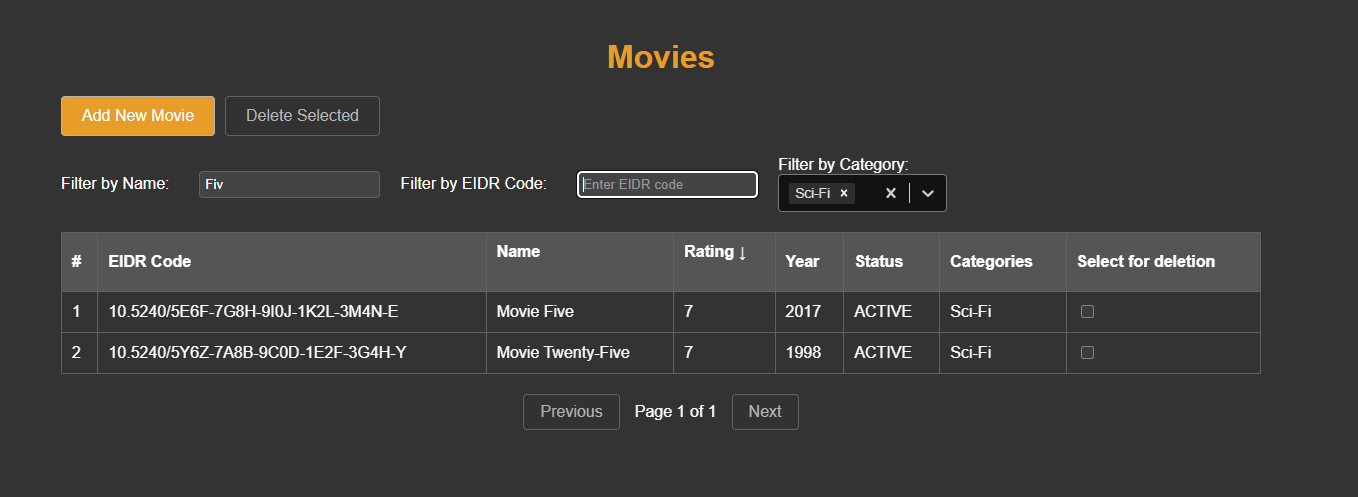 Movies
Add New Movie Delete Selected
Filter by Category:
Filter by Name: Fiv Filter by EIDR Code: Enter EIDR code
Sci-Fi
# EIDR Code Name Rating ↓ Year Status Categories Select for deletion
1 10.5240/5E6F-7G8H-9I0J-1K2L-3M4N-E Movie Five 7 2017 ACTIVE Sci-Fi
2 10.5240/5Y6Z-7A8B-9C0D-1E2F-3G4H-Y Movie Twenty-Five 7 1998 ACTIVE Sci-Fi
Previous Page 1 of 1 Next